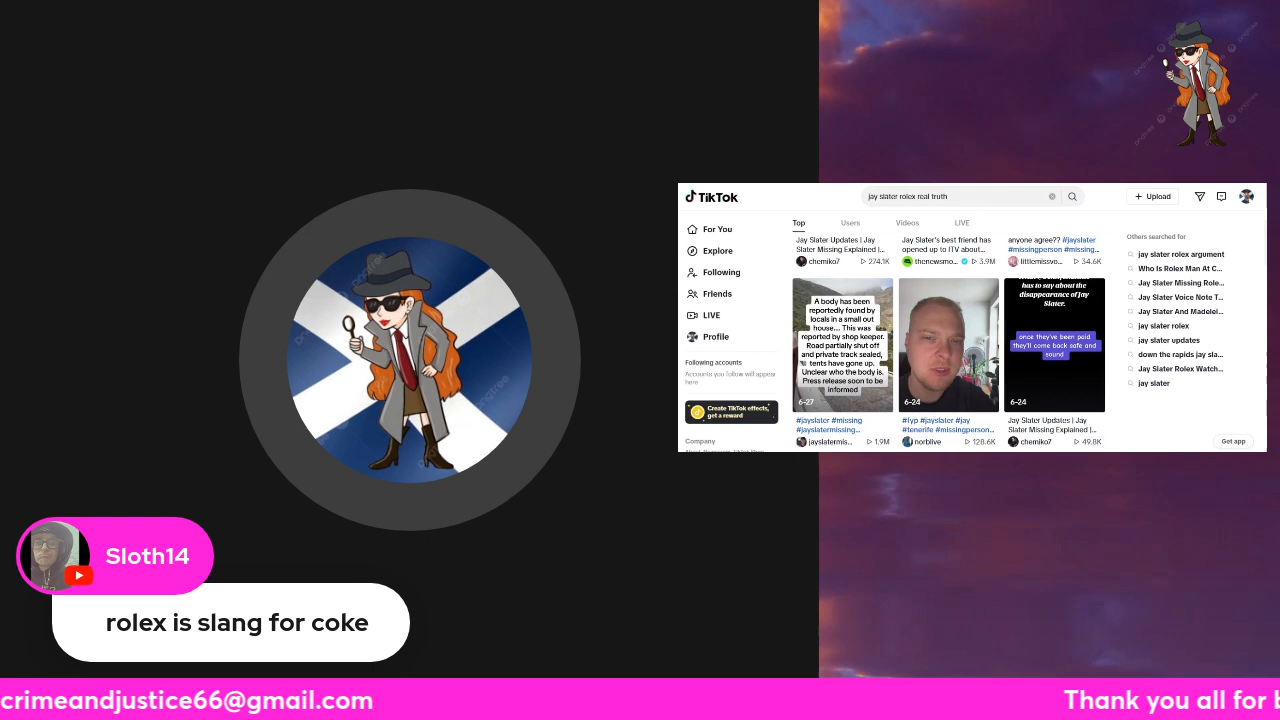 TikTok
jay slater rolex real truth
Upload
Top
Users
Videos
LIVE
For You
Explore
Following
Friends
LIVE
Profile
Following accounts
Accounts you follow will appear
here
Create TikTok effects,
get a reward
Company
Jay Slater Updates | Jay
Slater Missing Explained |...
chemiko7
274.1K
Jay Slater's best friend has
opened up to ITV about...
thenewsmo...
3.9M
anyone agree?? #jayslater
#missingperson #missing...
littlemissvo...
34.6K
A body has been
reportedly found by
locals in a small out
house.... This was
reported by shop keeper.
Road partially shut off
and private track sealed,
tents have gone up.
Unclear who the body is.
Press release soon to be
informed
6-27
#jayslater #missing
#jayslatermissing...
jayslatermis...
1.9M
6-24
#fyp #jayslater #jay
#tenerife #missingperson...
norblive
128.6K
has to say about the
disappearance of Jay
Slater.
once they've been paid
they'll come back safe and
sound
6-24
Jay Slater Updates | Jay
Slater Missing Explained |...
chemiko7
49.8K
Others searched for
jay slater rolex argument
Who Is Rolex Man At C...
Jay Slater Missing Role...
Jay Slater Voice Note T...
Jay Slater And Madelei...
jay slater rolex
jay slater updates
down the rapids jay sla...
Jay Slater Rolex Watch...
jay slater
Get app
Sloth14
rolex is slang for coke
crimeandjustice66@gmail.com
Thank you all for b